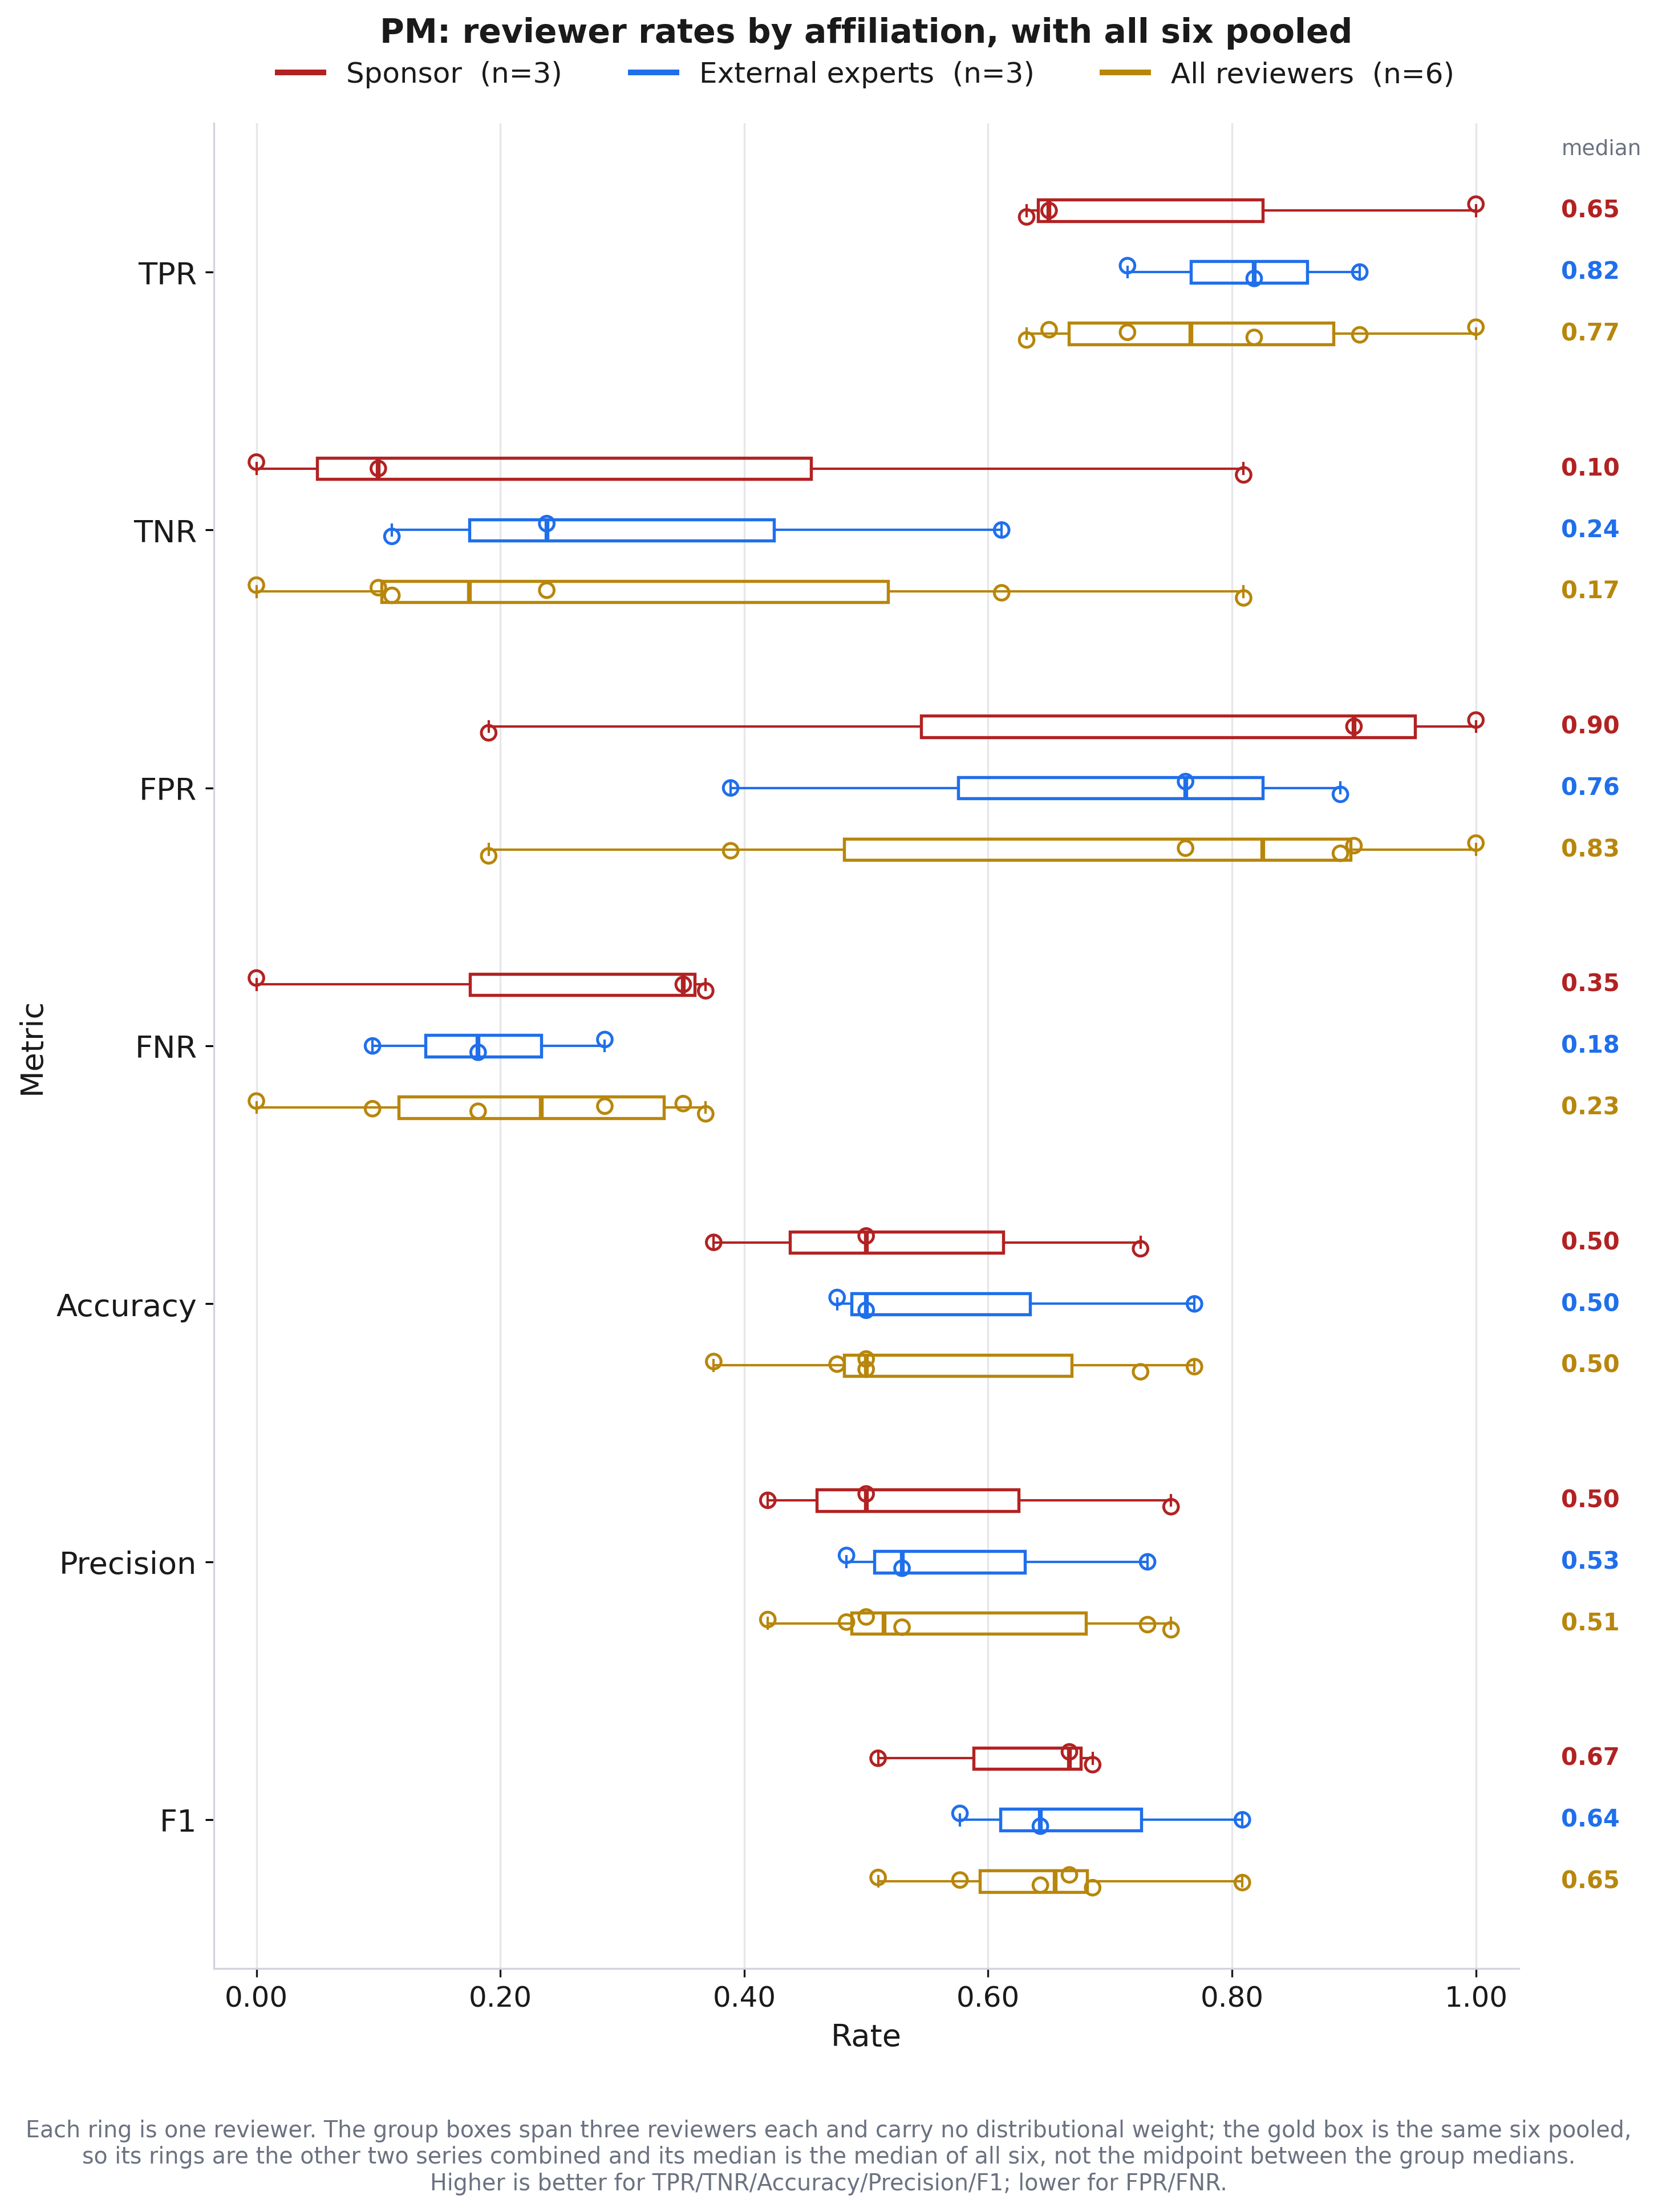 PM: reviewer rates by affiliation, with all six pooled
Sponsor (n=3) External experts (n=3) All reviewers (n=6)
median
0.65
TPR
0.82
0.77
0.10
TNR
0.24
0.17
0.90
FPR
0.76
0.83
0.35
FNR
0.18
0.23
Metric
0.50
Accuracy
0.50
0.50
0.50
Precision
0.53
0.51
0.67
F1
0.64
0.65
0.00 0.20 0.40 0.60 0.80 1.00
Rate
Each ring is one reviewer. The group boxes span three reviewers each and carry no distributional weight; the gold box is the same six pooled,
so its rings are the other two series combined and its median is the median of all six, not the midpoint between the group medians.
Higher is better for TPR/TNR/Accuracy/Precision/F1; lower for FPR/FNR.